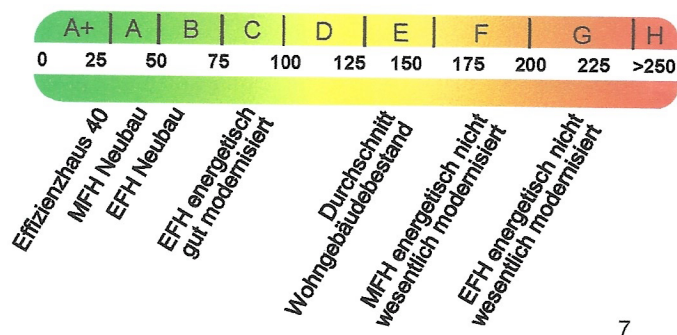 A+ A B C D E F G H
0 25 50 75 100 125 150 175 200 225 >250
Effizienzhaus 40
MFH Neubau
EFH Neubau
EFH energetisch
gut modernisiert
Durchschnitt
Wohngebäudebestand
MFH energetisch nicht
wesentlich modernisiert
EFH energetisch nicht
wesentlich modernisiert
7